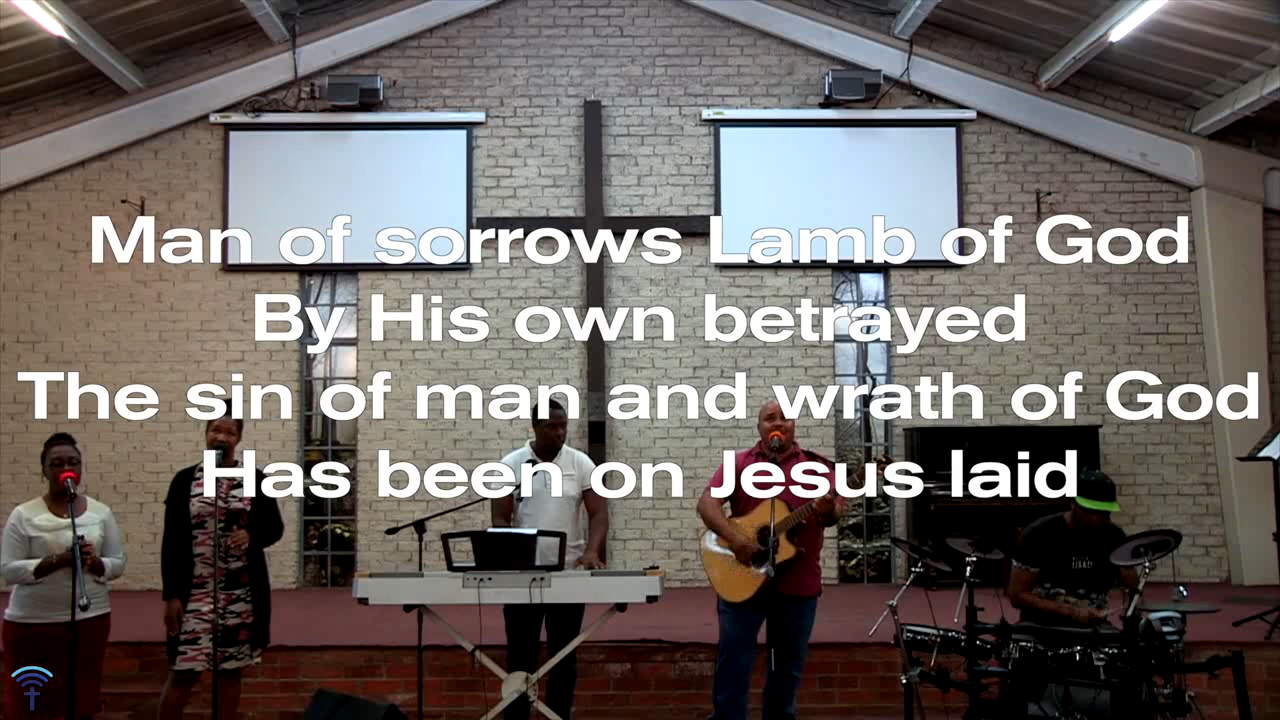 Man of sorrows Lamb of God
By His own betrayed
The sin of man and wrath of God
Has been on Jesus laid